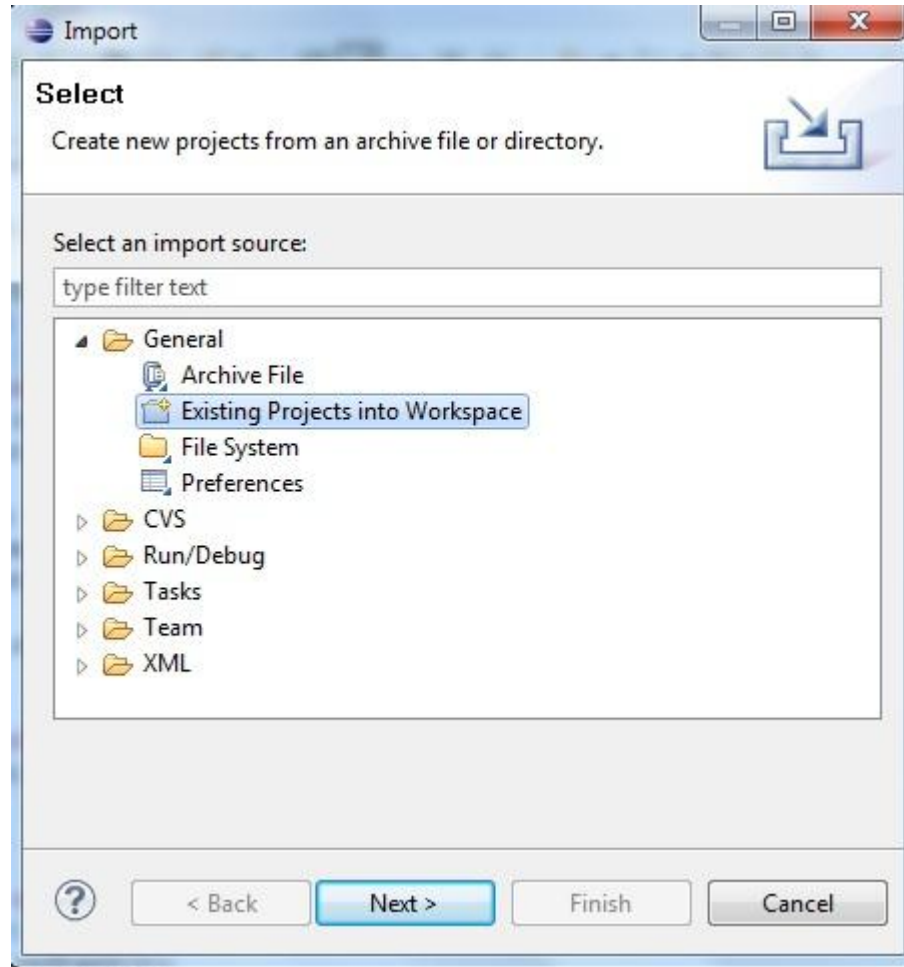 Import
Select
Create new projects from an archive file or directory.
Select an import source:
type filter text
General
Archive File
Existing Projects into Workspace
File System
Preferences
CVS
Run/Debug
Tasks
Team
XML
? < Back Next > Finish Cancel